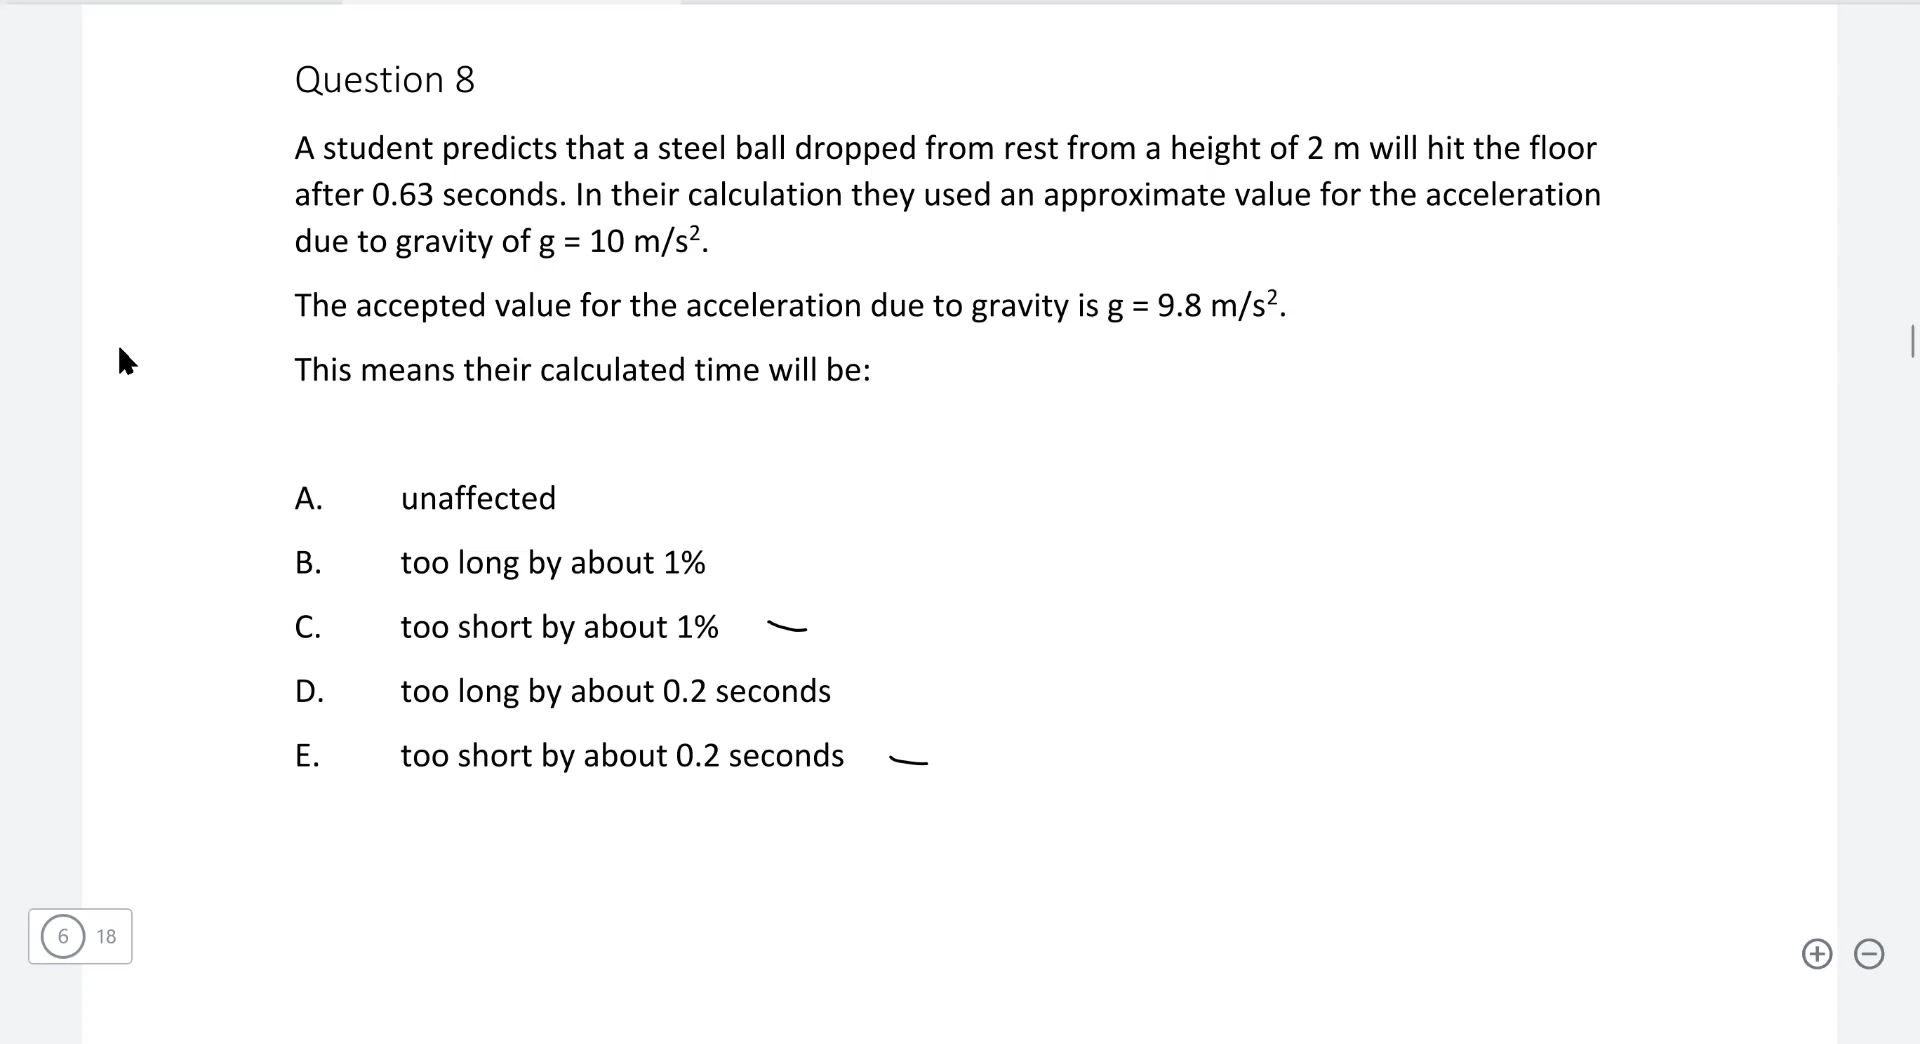 Question 8
A student predicts that a steel ball dropped from rest from a height of 2 m will hit the floor
after 0.63 seconds. In their calculation they used an approximate value for the acceleration
due to gravity of g = 10 m/s².
The accepted value for the acceleration due to gravity is g = 9.8 m/s².
This means their calculated time will be:
A. unaffected
B. too long by about 1%
C. too short by about 1%
D. too long by about 0.2 seconds
E. too short by about 0.2 seconds
6 18